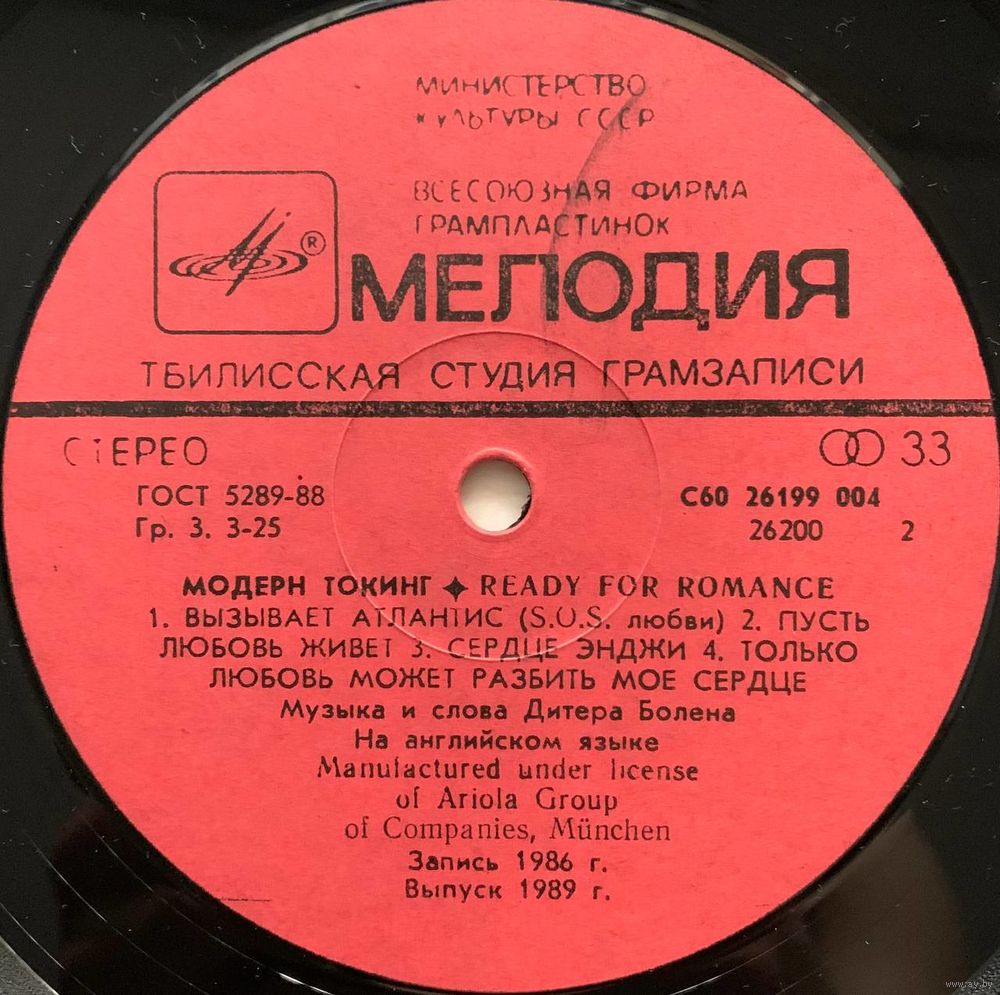 МИНИСТЕРСТВО
КУЛЬТУРЫ СССР
ВСЕСОЮЗНАЯ ФИРМА
ГРАМПЛАСТИНОК
®
МЕЛОДИЯ
ТБИЛИССКАЯ СТУДИЯ ГРАМЗАПИСИ
СТЕРЕО 33
ГОСТ 5289-88 С60 26199 004
Гр. 3. 3-25 26200 2
МОДЕРН ТОКИНГ ✦ READY FOR ROMANCE
1. ВЫЗЫВАЕТ АТЛАНТИС (S.O.S. любви) 2. ПУСТЬ
ЛЮБОВЬ ЖИВЕТ 3. СЕРДЦЕ ЭНДЖИ 4. ТОЛЬКО
ЛЮБОВЬ МОЖЕТ РАЗБИТЬ МОЕ СЕРДЦЕ
Музыка и слова Дитера Болена
На английском языке
Manufactured under license
of Ariola Group
of Companies, München
Запись 1986 г.
Выпуск 1989 г.
www.ay.by